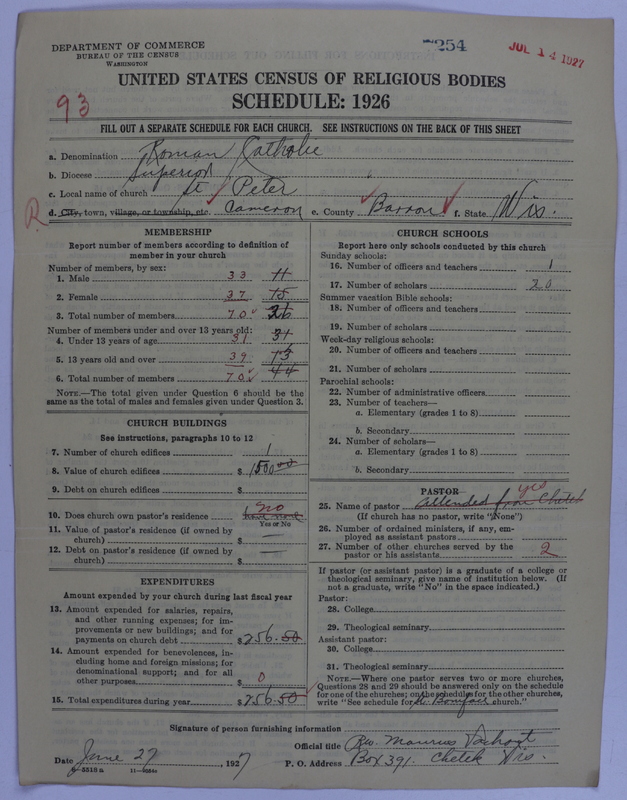 DEPARTMENT OF COMMERCE
BUREAU OF THE CENSUS
WASHINGTON
254
JUL 14 1927
UNITED STATES CENSUS OF RELIGIOUS BODIES
SCHEDULE: 1926
93
FILL OUT A SEPARATE SCHEDULE FOR EACH CHURCH. SEE INSTRUCTIONS ON THE BACK OF THIS SHEET
a. Denomination Roman Catholic
b. Diocese Superior
c. Local name of church St Peter
R d. City, town, village, or township, etc. Cameron e. County Barron f. State Wis.
MEMBERSHIP
Report number of members according to definition of member in your church
Number of members, by sex:
1. Male 33 11
2. Female 37 15
3. Total number of members 70 26
Number of members under and over 13 years old:
4. Under 13 years of age 31 31
5. 13 years old and over 39 13
6. Total number of members 70 44
NOTE.—The total given under Question 6 should be the same as the total of males and females given under Question 3.
CHURCH BUILDINGS
See instructions, paragraphs 10 to 12
7. Number of church edifices 1
8. Value of church edifices $ 1500.00
9. Debt on church edifices $
10. Does church own pastor's residence no
Yes or No
11. Value of pastor's residence (if owned by church) $
12. Debt on pastor's residence (if owned by church) $
EXPENDITURES
Amount expended by your church during last fiscal year
13. Amount expended for salaries, repairs, and other running expenses; for improvements or new buildings; and for payments on church debt $ 256.50
14. Amount expended for benevolences, including home and foreign missions; for denominational support; and for all other purposes $ 0
15. Total expenditures during year $ 256.50
CHURCH SCHOOLS
Report here only schools conducted by this church
Sunday schools:
16. Number of officers and teachers 1
17. Number of scholars 20
Summer vacation Bible schools:
18. Number of officers and teachers
19. Number of scholars
Week-day religious schools:
20. Number of officers and teachers
21. Number of scholars
Parochial schools:
22. Number of administrative officers
23. Number of teachers—
a. Elementary (grades 1 to 8)
b. Secondary
24. Number of scholars—
a. Elementary (grades 1 to 8)
b. Secondary
PASTOR
yes
25. Name of pastor attended from Chetek
(If church has no pastor, write "None")
26. Number of ordained ministers, if any, employed as assistant pastors
27. Number of other churches served by the pastor or his assistants 2
If pastor (or assistant pastor) is a graduate of a college or theological seminary, give name of institution below. (If not a graduate, write "No" in the space indicated.)
Pastor:
28. College
29. Theological seminary
Assistant pastor:
30. College
31. Theological seminary
NOTE.—Where one pastor serves two or more churches, Questions 28 and 29 should be answered only on the schedule for one of the churches; on the schedules for the other churches, write "See schedule for St. Boniface church."
Signature of person furnishing information
Official title Rev. Maurus
Date June 27, 1927 P. O. Address Box 391. Chetek Wis.